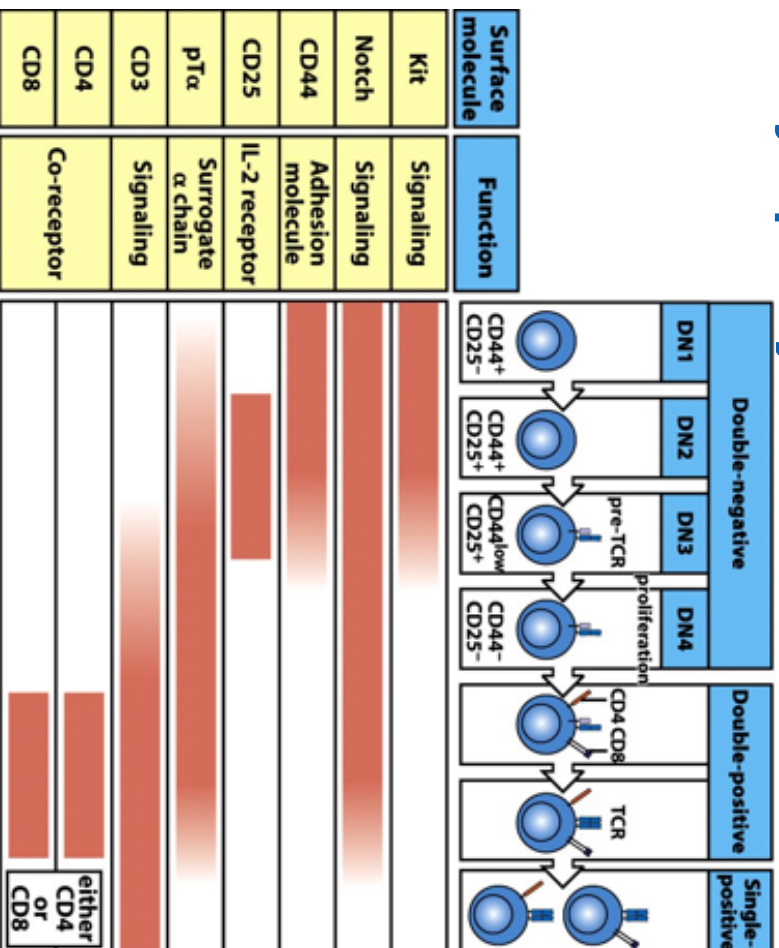 Double-negative
Double-positive
Single-
positive
DN1
DN2
DN3
DN4
pre-TCR
proliferation
CD4 CD8
TCR
Surface
molecule
Function
CD44⁺
CD25⁻
CD44⁺
CD25⁺
CD44ˡᵒʷ
CD25⁺
CD44⁻
CD25⁻
Kit
Signaling
Notch
Signaling
CD44
Adhesion
molecule
CD25
IL-2 receptor
pTα
Surrogate
α chain
CD3
Signaling
CD4
CD8
Co-receptor
either
CD4
or
CD8